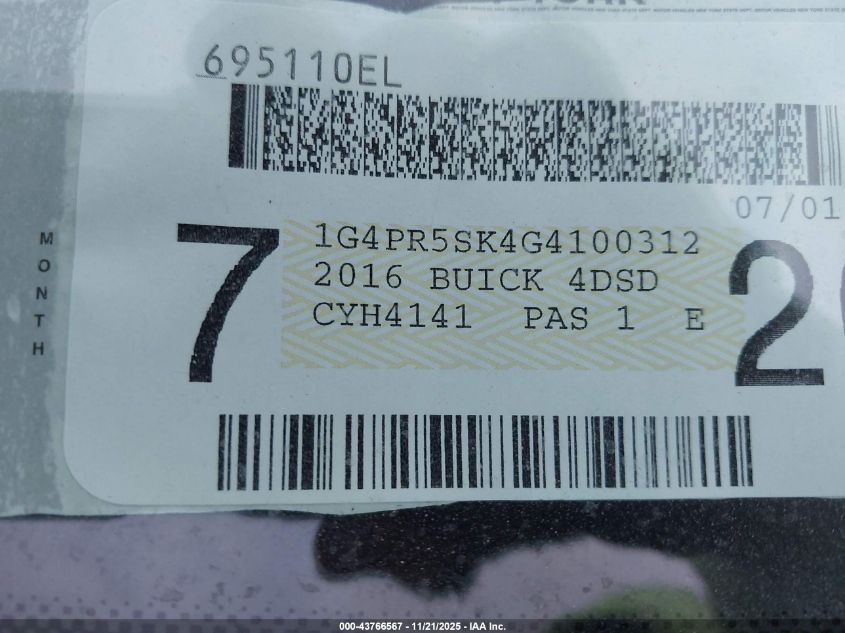 695110EL
07/01
MONTH
7
1G4PR5SK4G4100312
2016 BUICK 4DSD
CYH4141 PAS 1 E
2
000-43766567 - 11/21/2025 - IAA Inc.